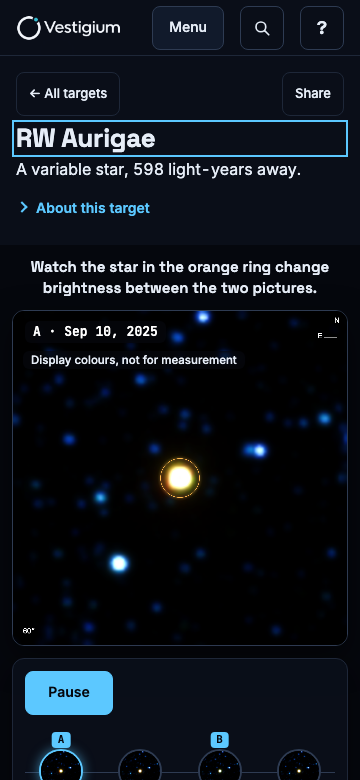 Vestigium
Menu
?
← All targets
Share
RW Aurigae
A variable star, 598 light-years away.
About this target
Watch the star in the orange ring change
brightness between the two pictures.
A · Sep 10, 2025
N
E
Display colours, not for measurement
60"
Pause
A
B